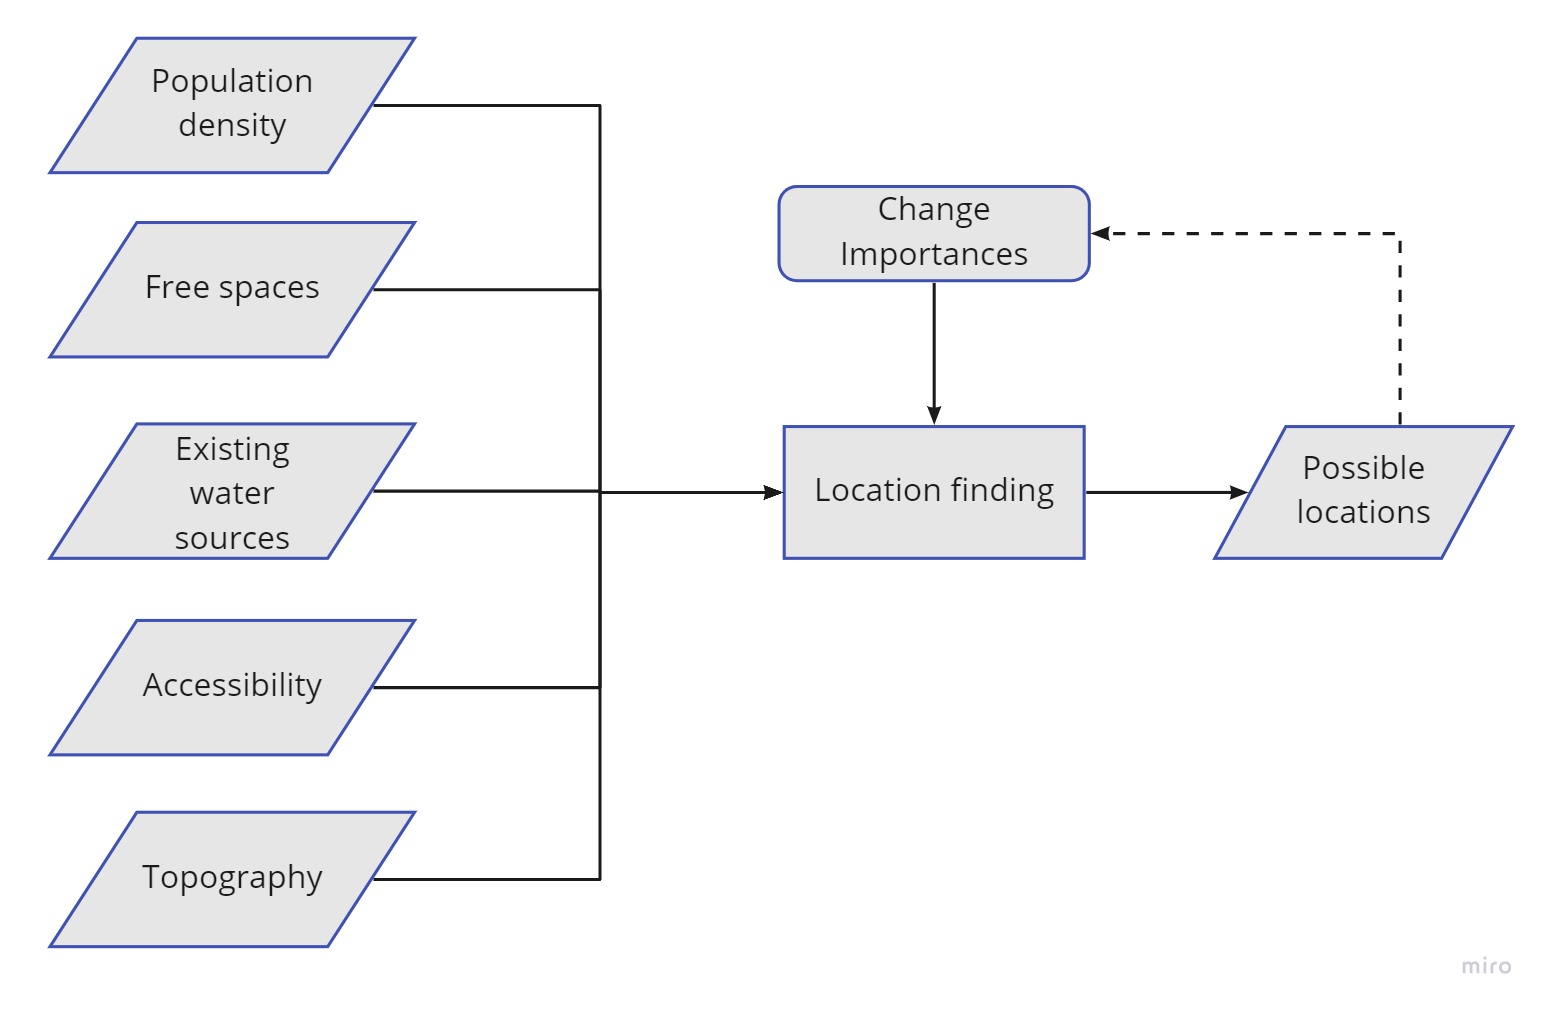 Population
density
Free spaces
Existing
water
sources
Accessibility
Topography
Change
Importances
Location finding
Possible
locations
miro